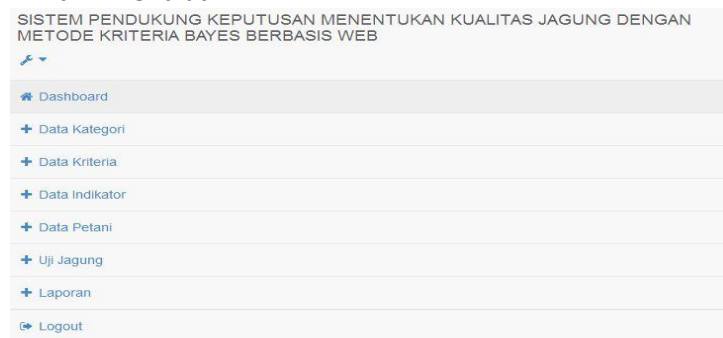 SISTEM PENDUKUNG KEPUTUSAN MENENTUKAN KUALITAS JAGUNG DENGAN
METODE KRITERIA BAYES BERBASIS WEB
Dashboard
Data Kategori
Data Kriteria
Data Indikator
Data Petani
Uji Jagung
Laporan
Logout